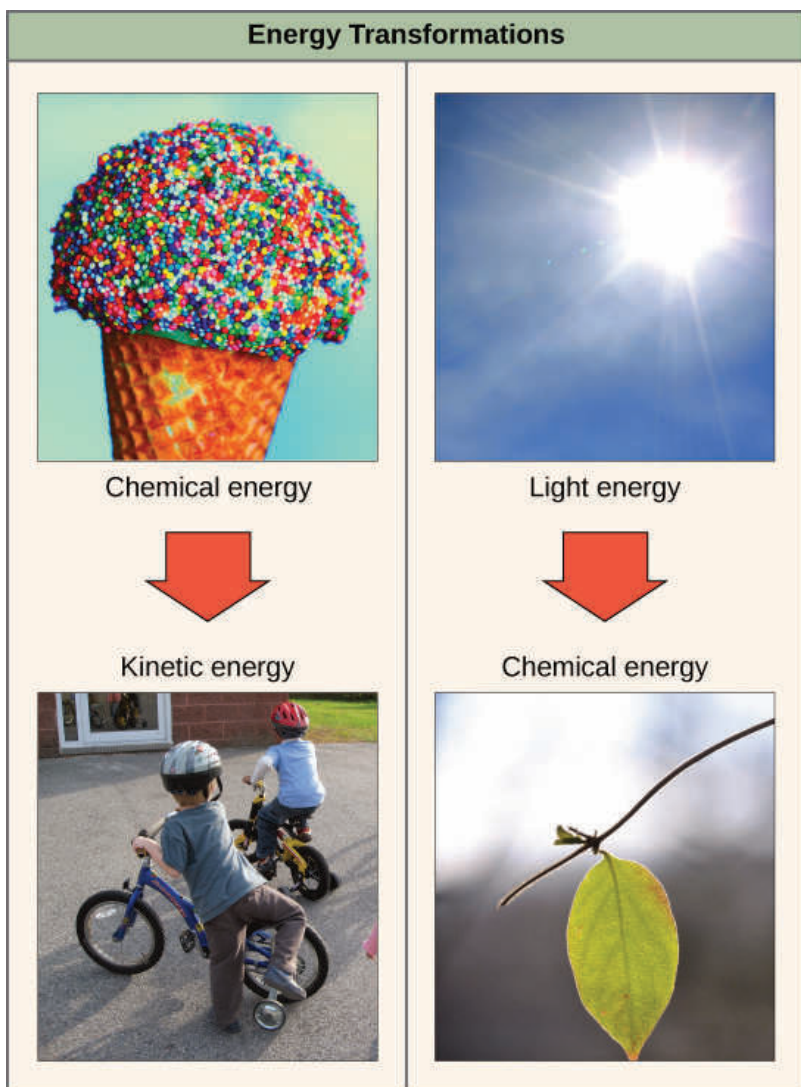 Energy Transformations
Chemical energy
Kinetic energy
Light energy
Chemical energy